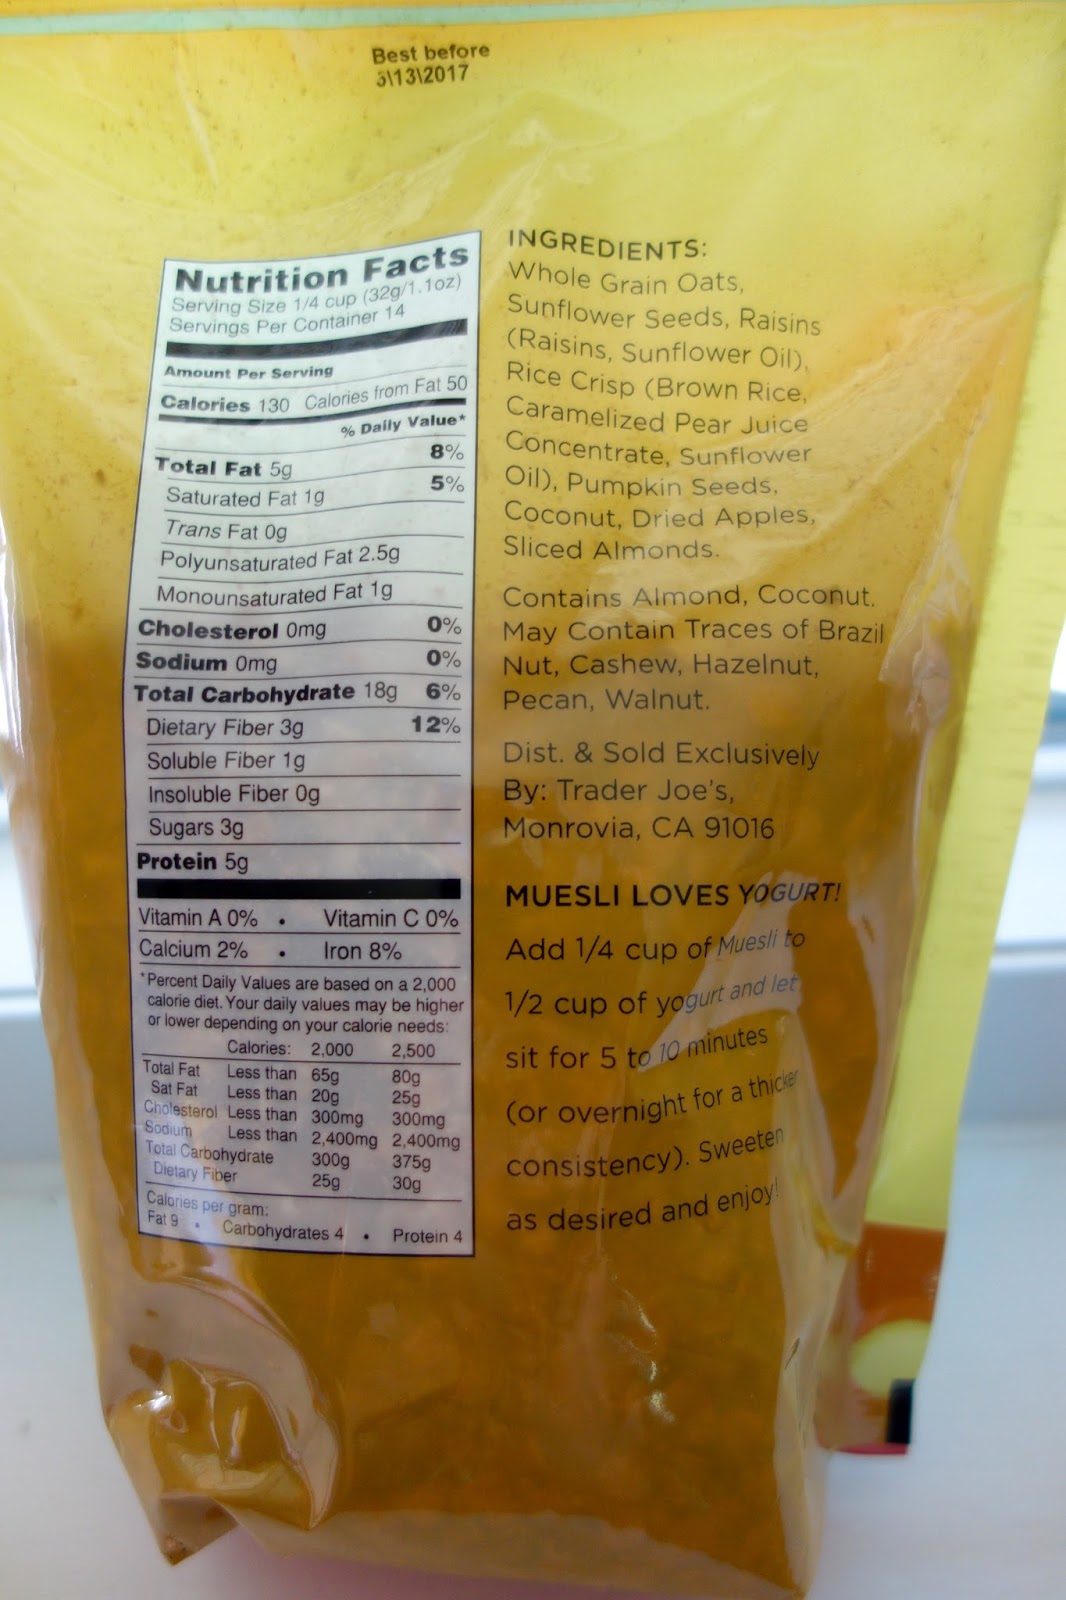 Best before
5\13\2017
Nutrition Facts
Serving Size 1/4 cup (32g/1.1oz)
Servings Per Container 14
Amount Per Serving
Calories 130 Calories from Fat 50
% Daily Value*
Total Fat 5g 8%
Saturated Fat 1g 5%
Trans Fat 0g
Polyunsaturated Fat 2.5g
Monounsaturated Fat 1g
Cholesterol 0mg 0%
Sodium 0mg 0%
Total Carbohydrate 18g 6%
Dietary Fiber 3g 12%
Soluble Fiber 1g
Insoluble Fiber 0g
Sugars 3g
Protein 5g
Vitamin A 0% • Vitamin C 0%
Calcium 2% • Iron 8%
*Percent Daily Values are based on a 2,000
calorie diet. Your daily values may be higher
or lower depending on your calorie needs:
Calories: 2,000 2,500
Total Fat Less than 65g 80g
Sat Fat Less than 20g 25g
Cholesterol Less than 300mg 300mg
Sodium Less than 2,400mg 2,400mg
Total Carbohydrate 300g 375g
Dietary Fiber 25g 30g
Calories per gram:
Fat 9 • Carbohydrates 4 • Protein 4
INGREDIENTS:
Whole Grain Oats,
Sunflower Seeds, Raisins
(Raisins, Sunflower Oil),
Rice Crisp (Brown Rice,
Caramelized Pear Juice
Concentrate, Sunflower
Oil), Pumpkin Seeds,
Coconut, Dried Apples,
Sliced Almonds.
Contains Almond, Coconut.
May Contain Traces of Brazil
Nut, Cashew, Hazelnut,
Pecan, Walnut.
Dist. & Sold Exclusively
By: Trader Joe's,
Monrovia, CA 91016
MUESLI LOVES YOGURT!
Add 1/4 cup of Muesli to
1/2 cup of yogurt and let
sit for 5 to 10 minutes
(or overnight for a thicker
consistency). Sweeten
as desired and enjoy!